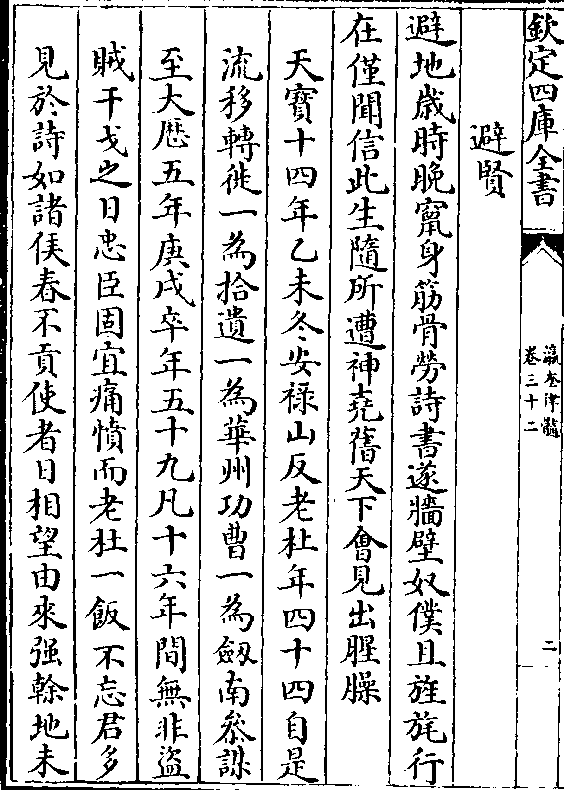 欽定四庫全書
瀛奎律髓
卷三十二
二
避賢
避地歳時晚竄身筋骨勞詩書遂牆壁奴僕且旌旄行
在僅聞信此生隨所遭神堯舊天下會見出腥臊
天寳十四年乙未冬安祿山反老杜年四十四自是
流移轉徙一為拾遺一為華州功曹一為劔南叅謀
至大厯五年庚戌卒年五十九凡十六年間無非盗
賊干戈之日忠臣固宜痛憤而老杜一飯不忘君多
見於詩如諸侯春不貢使者日相望由來强幹地未